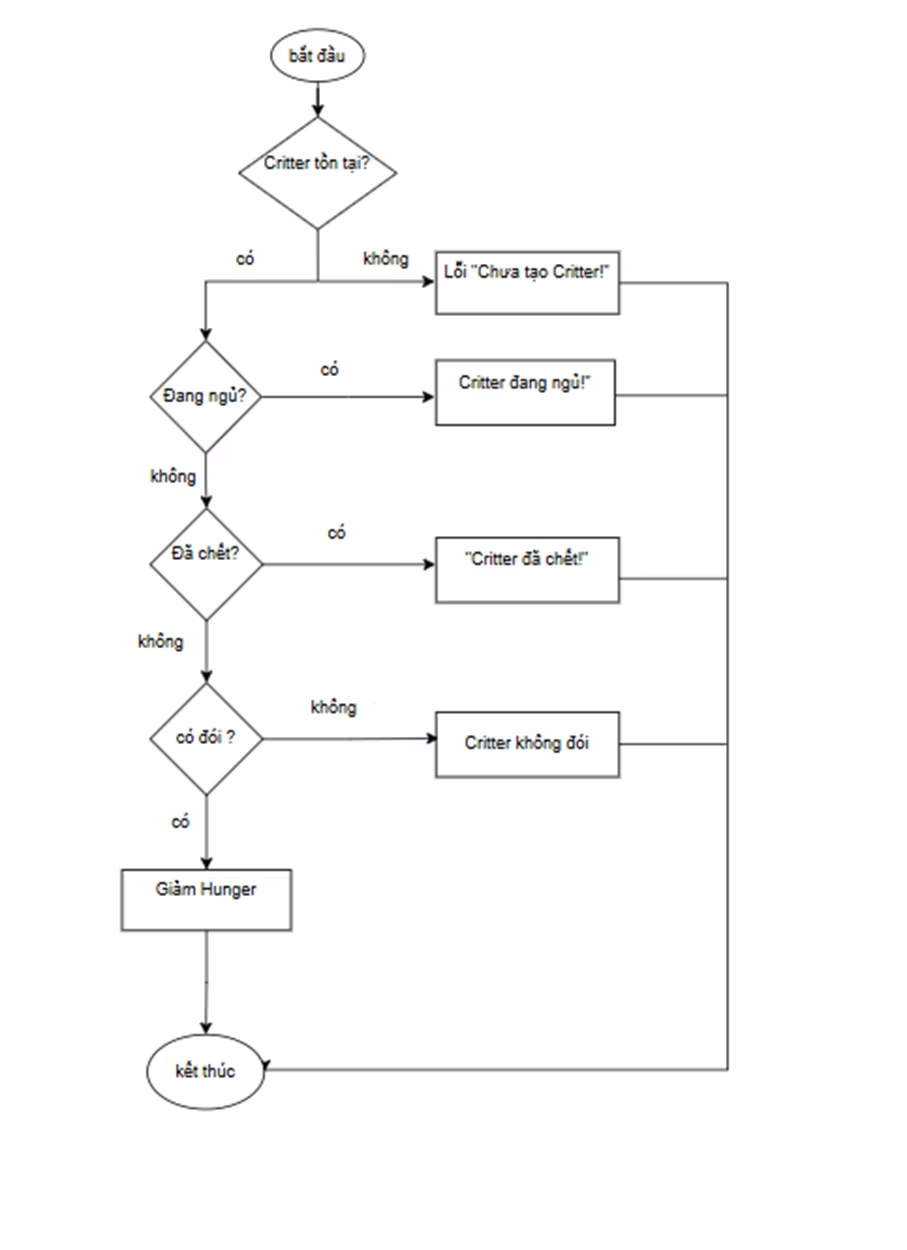 bắt đầu
Critter tồn tại?
có
không
Lỗi "Chưa tạo Critter!"
Đang ngủ?
có
Critter đang ngủ!"
không
Đã chết?
có
"Critter đã chết!"
không
có đói ?
không
Critter không đói
có
Giảm Hunger
kết thúc